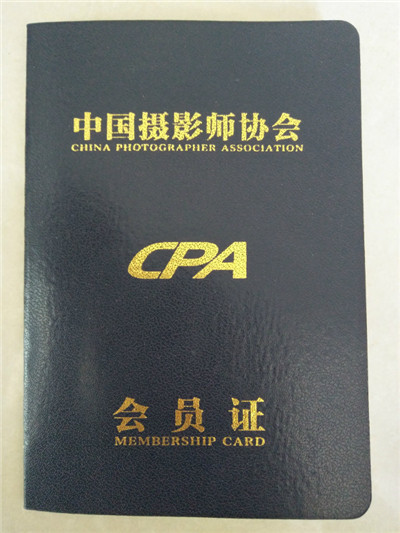 中国摄影师协会
CHINA PHOTOGRAPHER ASSOCIATION
CPA
会员证
MEMBERSHIP CARD